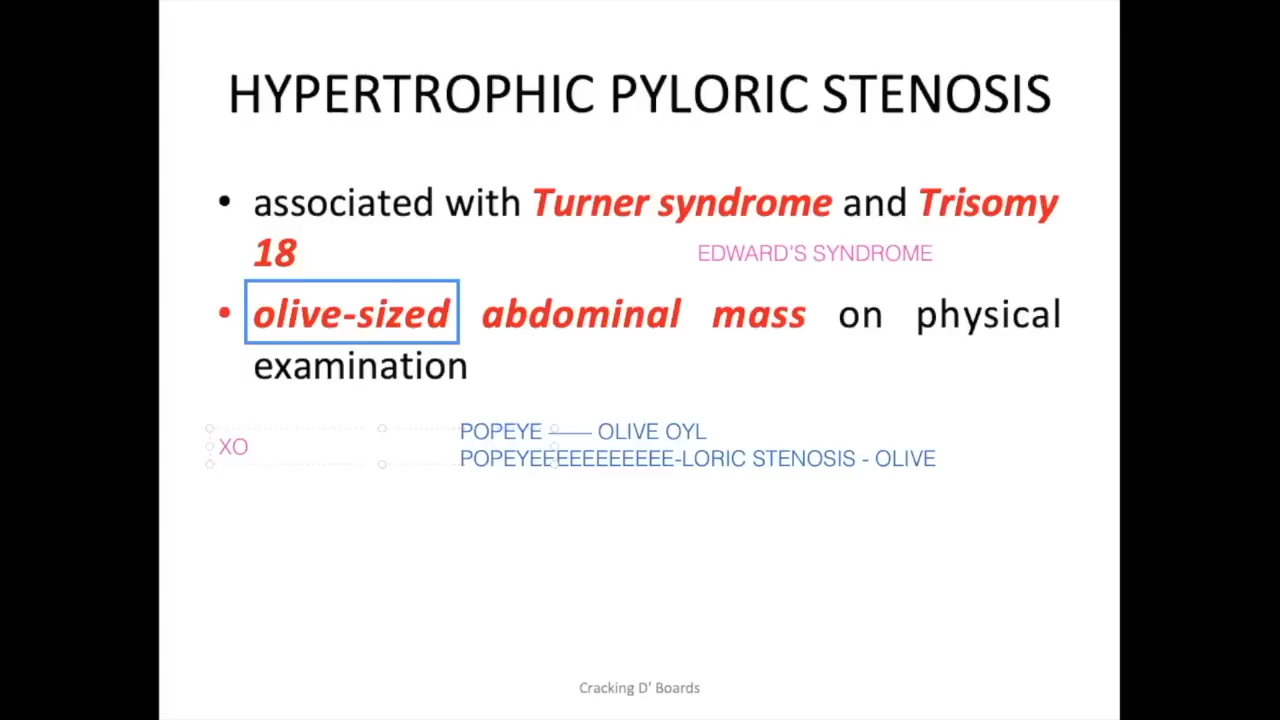 HYPERTROPHIC PYLORIC STENOSIS
• associated with Turner syndrome and Trisomy
18
EDWARD'S SYNDROME
• olive-sized abdominal mass on physical
examination
XO
POPEYE —— OLIVE OYL
POPEYEEEEEEEEEEE-LORIC STENOSIS - OLIVE
Cracking D' Boards